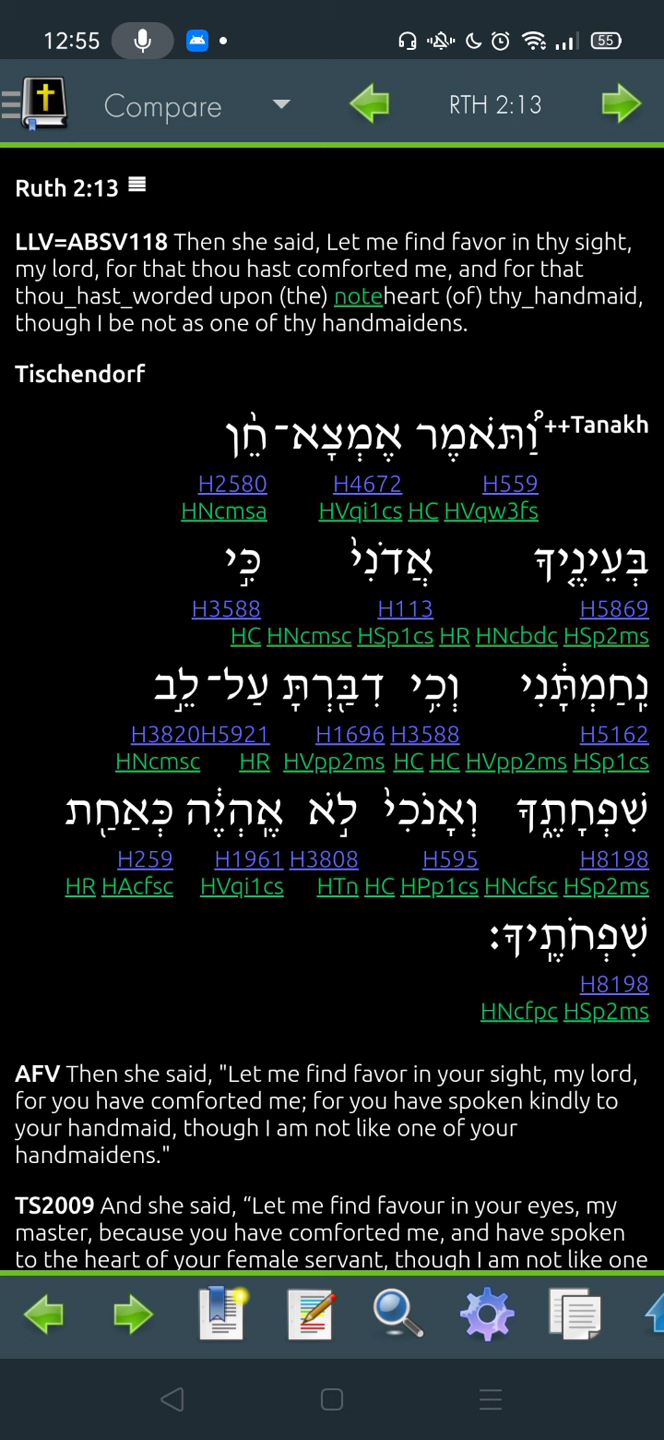 12:55
55
Compare
RTH 2:13
Ruth 2:13
LLV=ABSV118 Then she said, Let me find favor in thy sight,
my lord, for that thou hast comforted me, and for that
thou_hast_worded upon (the) noteheart (of) thy_handmaid,
though I be not as one of thy handmaidens.
Tischendorf
++Tanakh וַ֠תֹּאמֶר אֶמְצָא־ חֵ֨ן
H2580 H4672 H559
HNcmsa HVqi1cs HC HVqw3fs
בְּעֵינֶ֤יךָ אֲדֹנִי֙ כִּ֣י
H3588 H113 H5869
HC HNcmsc HSp1cs HR HNcbdc HSp2ms
נִֽחַמְתָּ֔נִי וְכִ֥י דִבַּ֖רְתָּ עַל־ לֵ֣ב
H3820H5921 H1696 H3588 H5162
HNcmsc HR HVpp2ms HC HC HVpp2ms HSp1cs
שִׁפְחָתֶ֑ךָ וְאָנֹכִי֙ לֹ֣א אֶֽהְיֶ֔ה כְּאַחַ֖ת
H259 H1961 H3808 H595 H8198
HR HAcfsc HVqi1cs HTn HC HPp1cs HNcfsc HSp2ms
שִׁפְחֹתֶֽיךָ׃
H8198
HNcfpc HSp2ms
AFV Then she said, "Let me find favor in your sight, my lord,
for you have comforted me; for you have spoken kindly to
your handmaid, though I am not like one of your
handmaidens."
TS2009 And she said, “Let me find favour in your eyes, my
master, because you have comforted me, and have spoken
to the heart of your female servant, though I am not like one